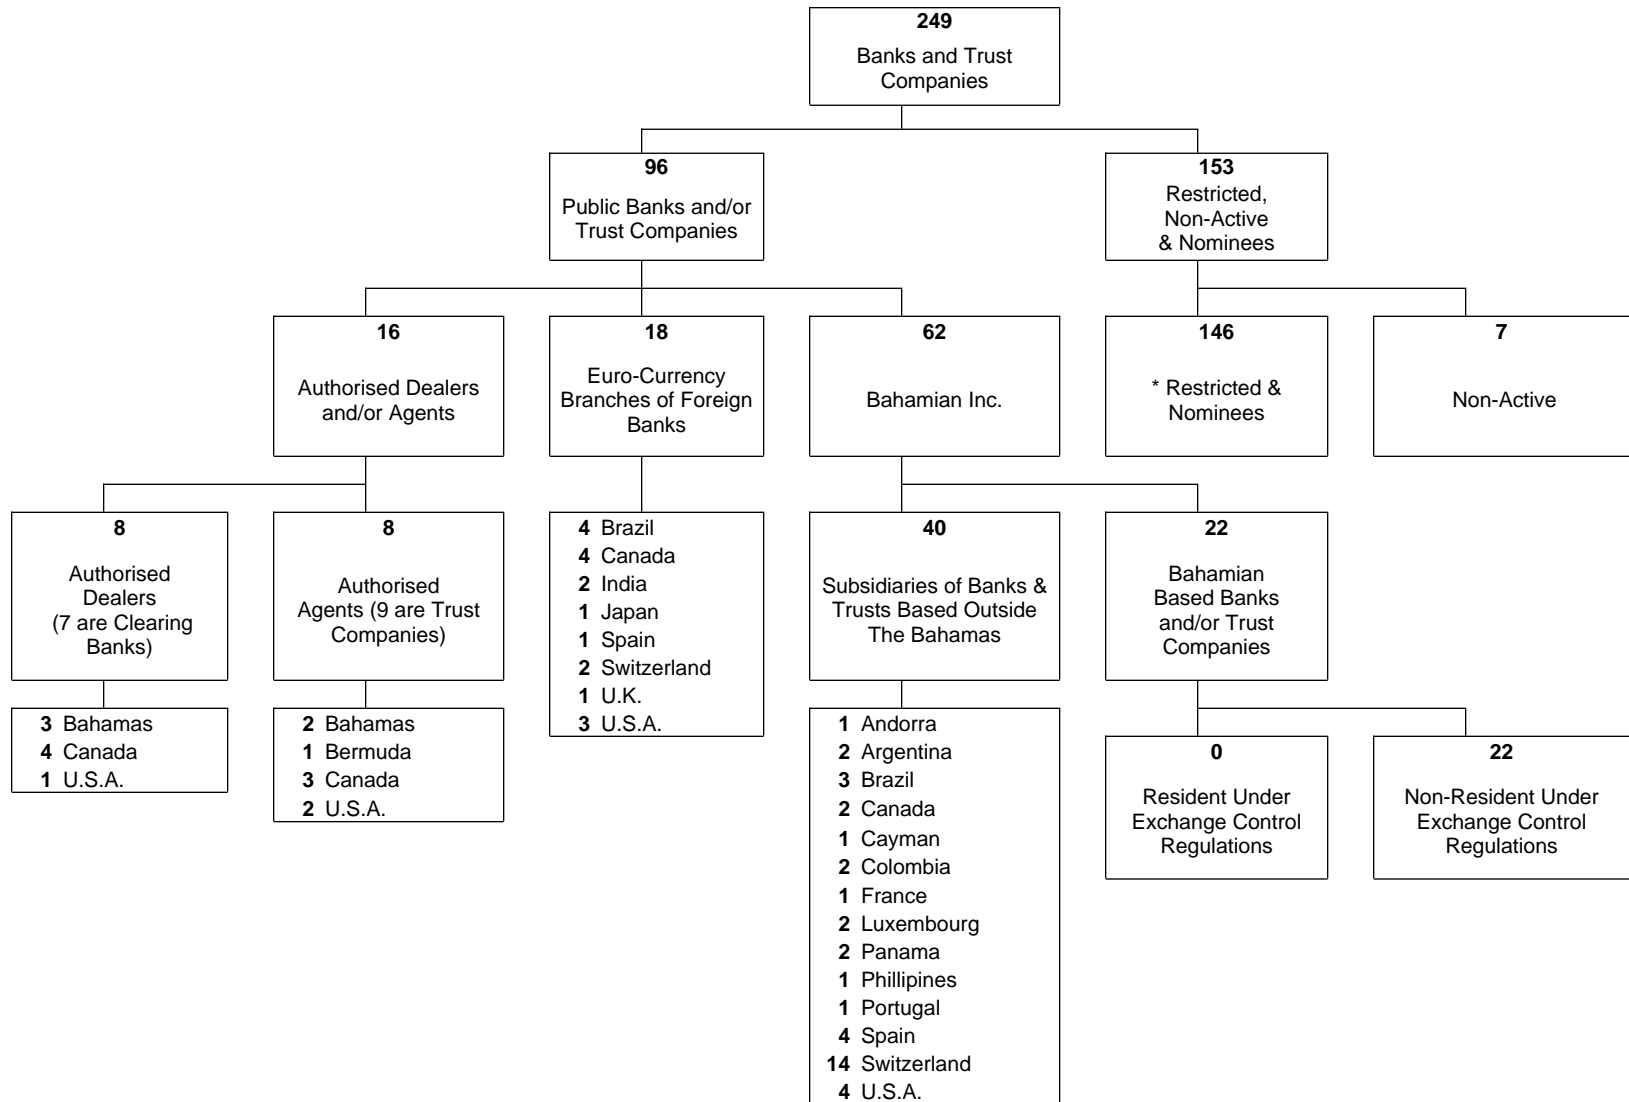 249
Banks and Trust
Companies
96
Public Banks and/or
Trust Companies
153
Restricted,
Non-Active
& Nominees
16
Authorised Dealers
and/or Agents
18
Euro-Currency
Branches of Foreign
Banks
62
Bahamian Inc.
146
* Restricted &
Nominees
7
Non-Active
8
Authorised
Dealers
(7 are Clearing
Banks)
8
Authorised
Agents (9 are Trust
Companies)
4 Brazil
4 Canada
2 India
1 Japan
1 Spain
2 Switzerland
1 U.K.
3 U.S.A.
40
Subsidiaries of Banks &
Trusts Based Outside
The Bahamas
22
Bahamian
Based Banks
and/or Trust
Companies
3 Bahamas
4 Canada
1 U.S.A.
2 Bahamas
1 Bermuda
3 Canada
2 U.S.A.
1 Andorra
2 Argentina
3 Brazil
2 Canada
1 Cayman
2 Colombia
1 France
2 Luxembourg
2 Panama
1 Phillipines
1 Portugal
4 Spain
14 Switzerland
4 U.S.A.
0
Resident Under
Exchange Control
Regulations
22
Non-Resident Under
Exchange Control
Regulations